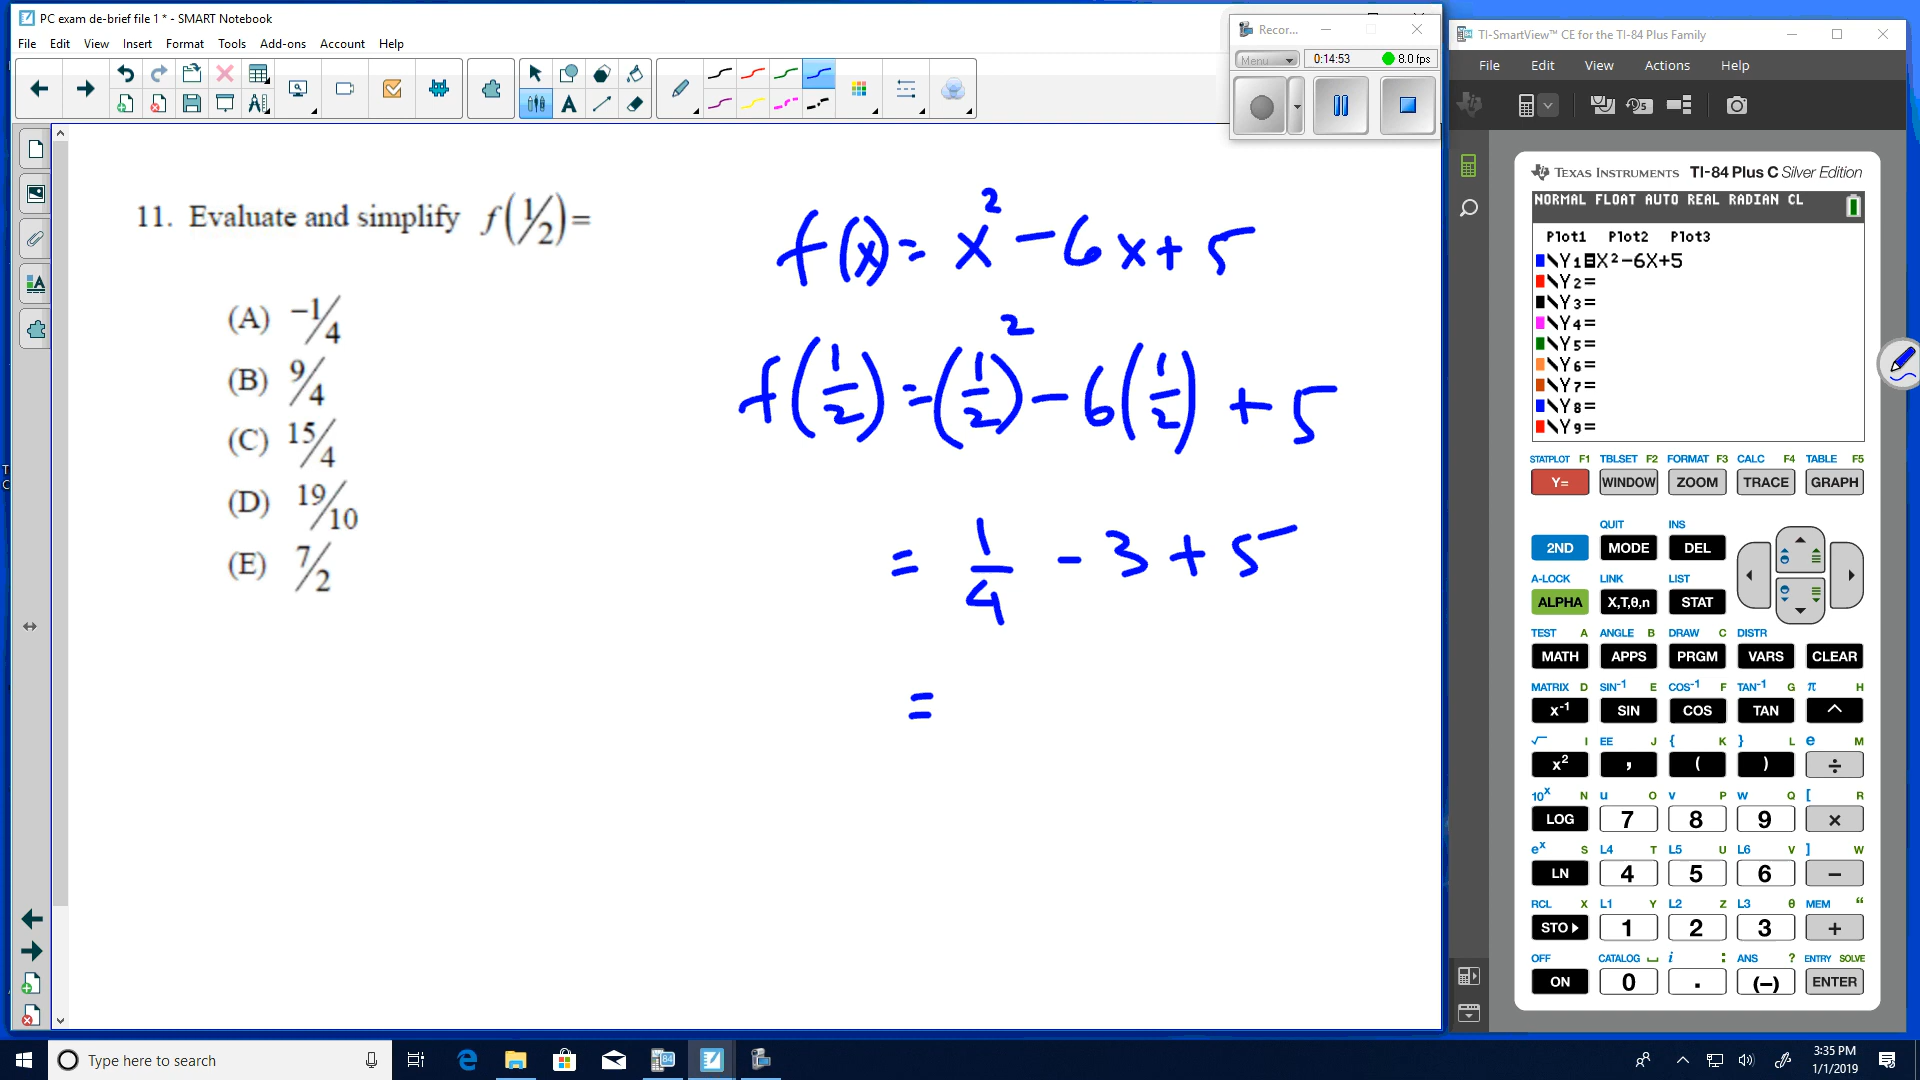 PC exam de-brief file 1 * - SMART Notebook
File Edit View Insert Format Tools Add-ons Account Help
Recor...
Menu 0:14:53 8.0 fps
11. Evaluate and simplify f(1/2)=
(A) -1/4
(B) 9/4
(C) 15/4
(D) 19/10
(E) 7/2
f(x) = x² - 6x + 5
f(1/2) = (1/2)² - 6(1/2) + 5
= 1/4 - 3 + 5
=
TI-SmartView™ CE for the TI-84 Plus Family
File Edit View Actions Help
TEXAS INSTRUMENTS TI-84 Plus C Silver Edition
NORMAL FLOAT AUTO REAL RADIAN CL
Plot1 Plot2 Plot3
\Y1=X²-6X+5
\Y2=
\Y3=
\Y4=
\Y5=
\Y6=
\Y7=
\Y8=
\Y9=
STATPLOT F1 TBLSET F2 FORMAT F3 CALC F4 TABLE F5
Y= WINDOW ZOOM TRACE GRAPH
QUIT INS
2ND MODE DEL
A-LOCK LINK LIST
ALPHA X,T,θ,n STAT
TEST A ANGLE B DRAW C DISTR
MATH APPS PRGM VARS CLEAR
MATRIX D SIN⁻¹ E COS⁻¹ F TAN⁻¹ G π H
x⁻¹ SIN COS TAN ^
√ I EE J { K } L e M
x² , ( ) ÷
10ˣ N u O v P w Q [ R
LOG 7 8 9 ×
eˣ S L4 T L5 U L6 V ] W
LN 4 5 6 −
RCL X L1 Y L2 Z L3 θ MEM “
STO▸ 1 2 3 +
OFF CATALOG i : ANS ? ENTRY SOLVE
ON 0 . (−) ENTER
Type here to search
3:35 PM
1/1/2019